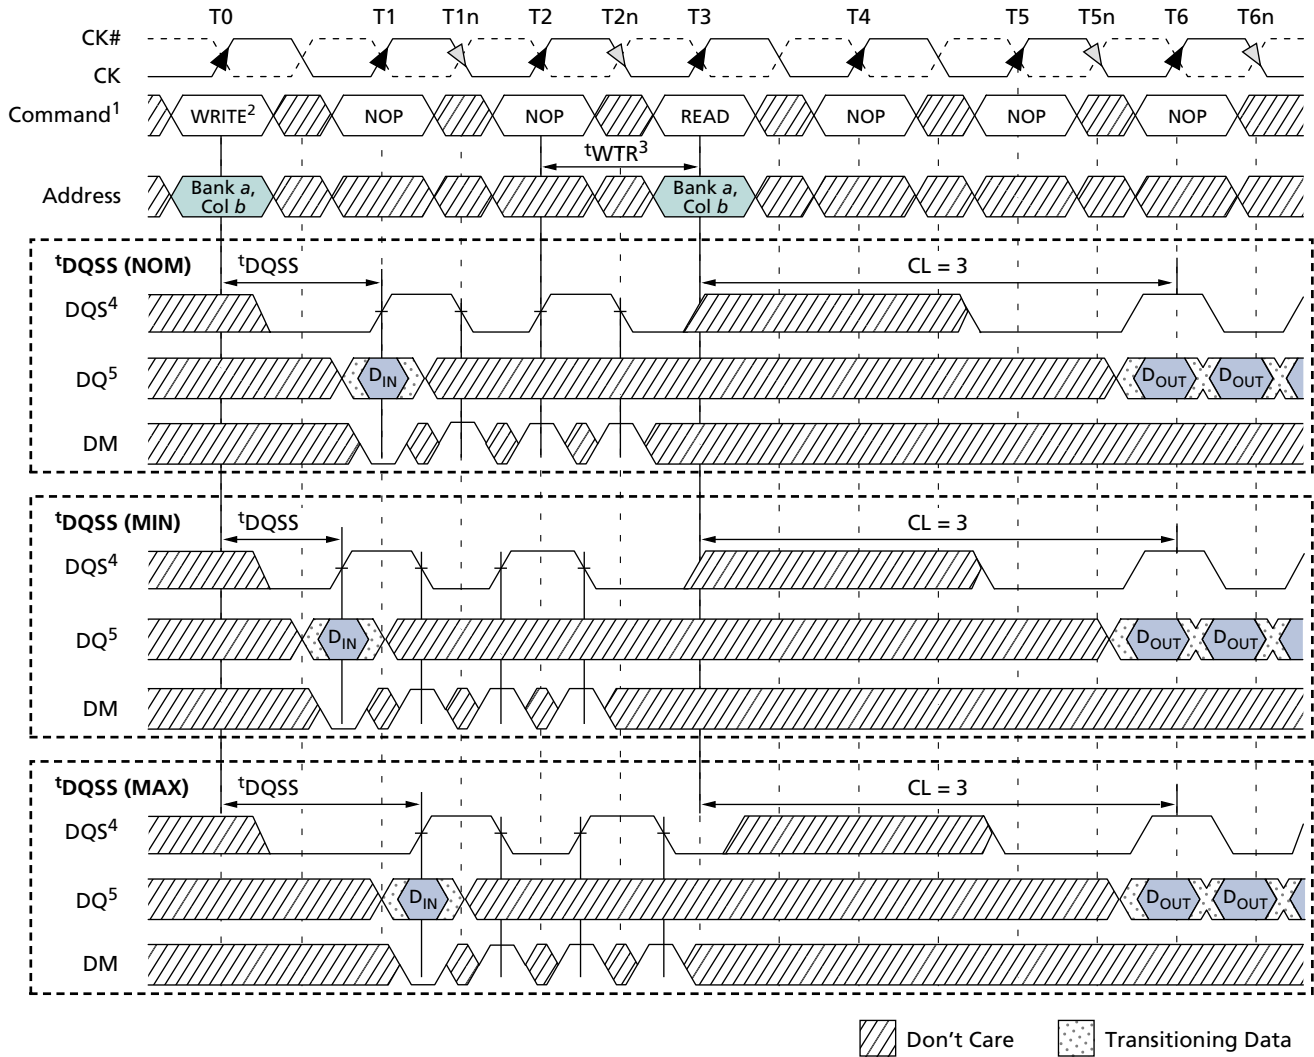 T0 T1 T1n T2 T2n T3 T4 T5 T5n T6 T6n
CK#
CK
Command¹ WRITE² NOP NOP READ NOP NOP NOP
ᵗWTR³
Address Bank a, Col b Bank a, Col b
ᵗDQSS (NOM) ᵗDQSS CL = 3
DQS⁴
DQ⁵ DIN DOUT DOUT
DM
ᵗDQSS (MIN) ᵗDQSS CL = 3
DQS⁴
DQ⁵ DIN DOUT DOUT
DM
ᵗDQSS (MAX) ᵗDQSS CL = 3
DQS⁴
DQ⁵ DIN DOUT DOUT
DM
Don't Care Transitioning Data